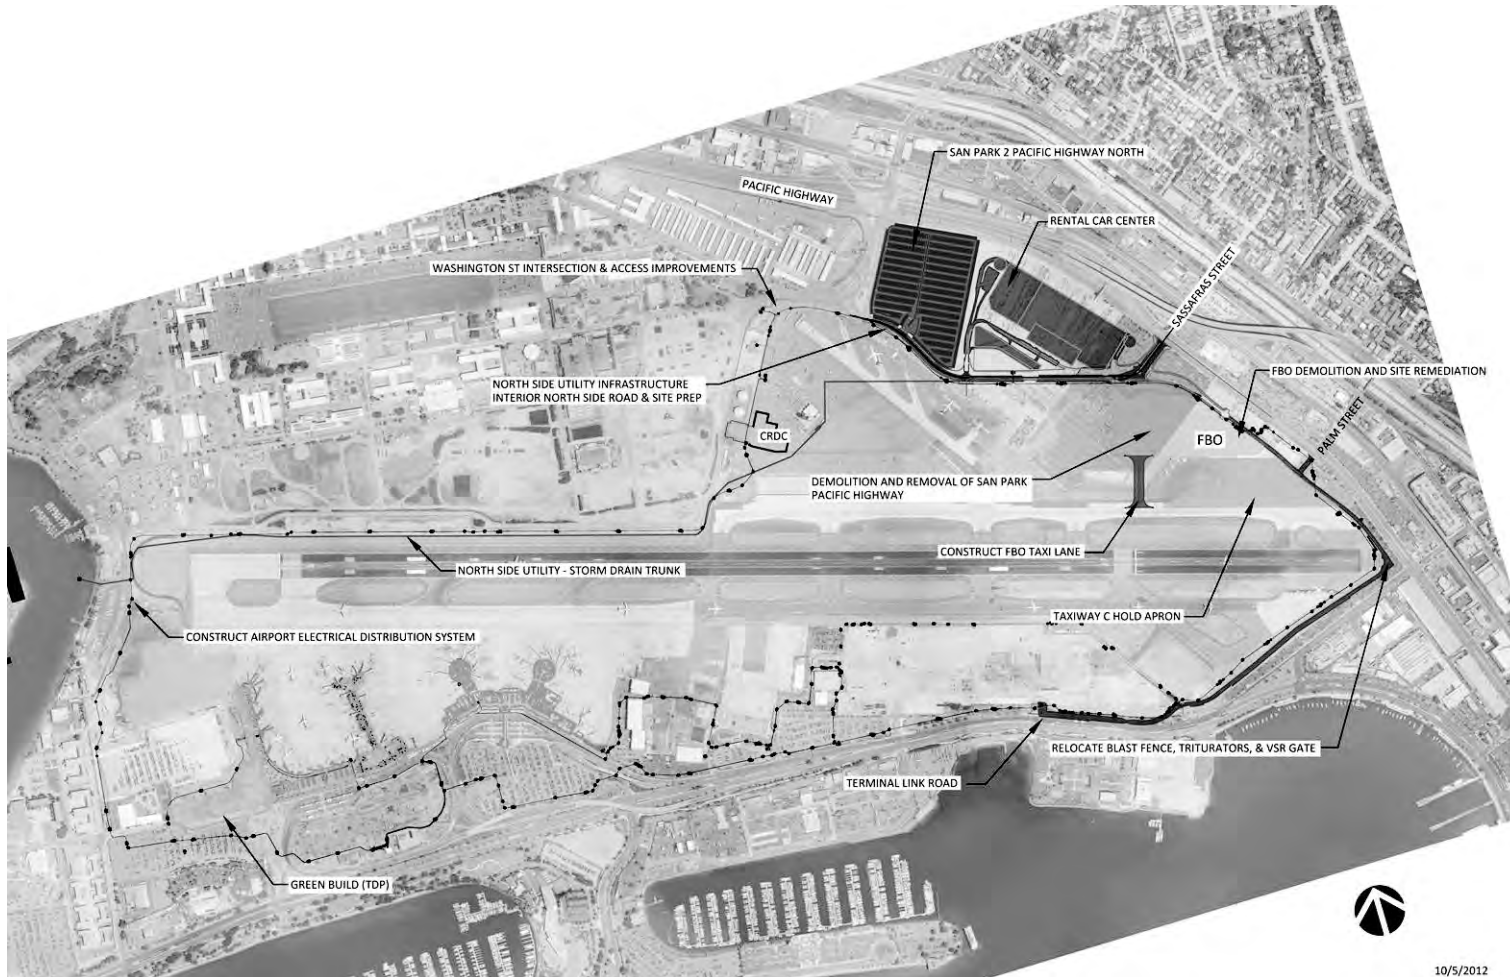 SAN PARK 2 PACIFIC HIGHWAY NORTH
PACIFIC HIGHWAY
RENTAL CAR CENTER
WASHINGTON ST INTERSECTION & ACCESS IMPROVEMENTS
SASSAFRAS STREET
NORTH SIDE UTILITY INFRASTRUCTURE
INTERIOR NORTH SIDE ROAD & SITE PREP
FBO DEMOLITION AND SITE REMEDIATION
PALM STREET
CRDC
FBO
DEMOLITION AND REMOVAL OF SAN PARK
PACIFIC HIGHWAY
CONSTRUCT FBO TAXI LANE
NORTH SIDE UTILITY - STORM DRAIN TRUNK
TAXIWAY C HOLD APRON
CONSTRUCT AIRPORT ELECTRICAL DISTRIBUTION SYSTEM
RELOCATE BLAST FENCE, TRITURATORS, & VSR GATE
TERMINAL LINK ROAD
GREEN BUILD (TDP)
10/5/2012